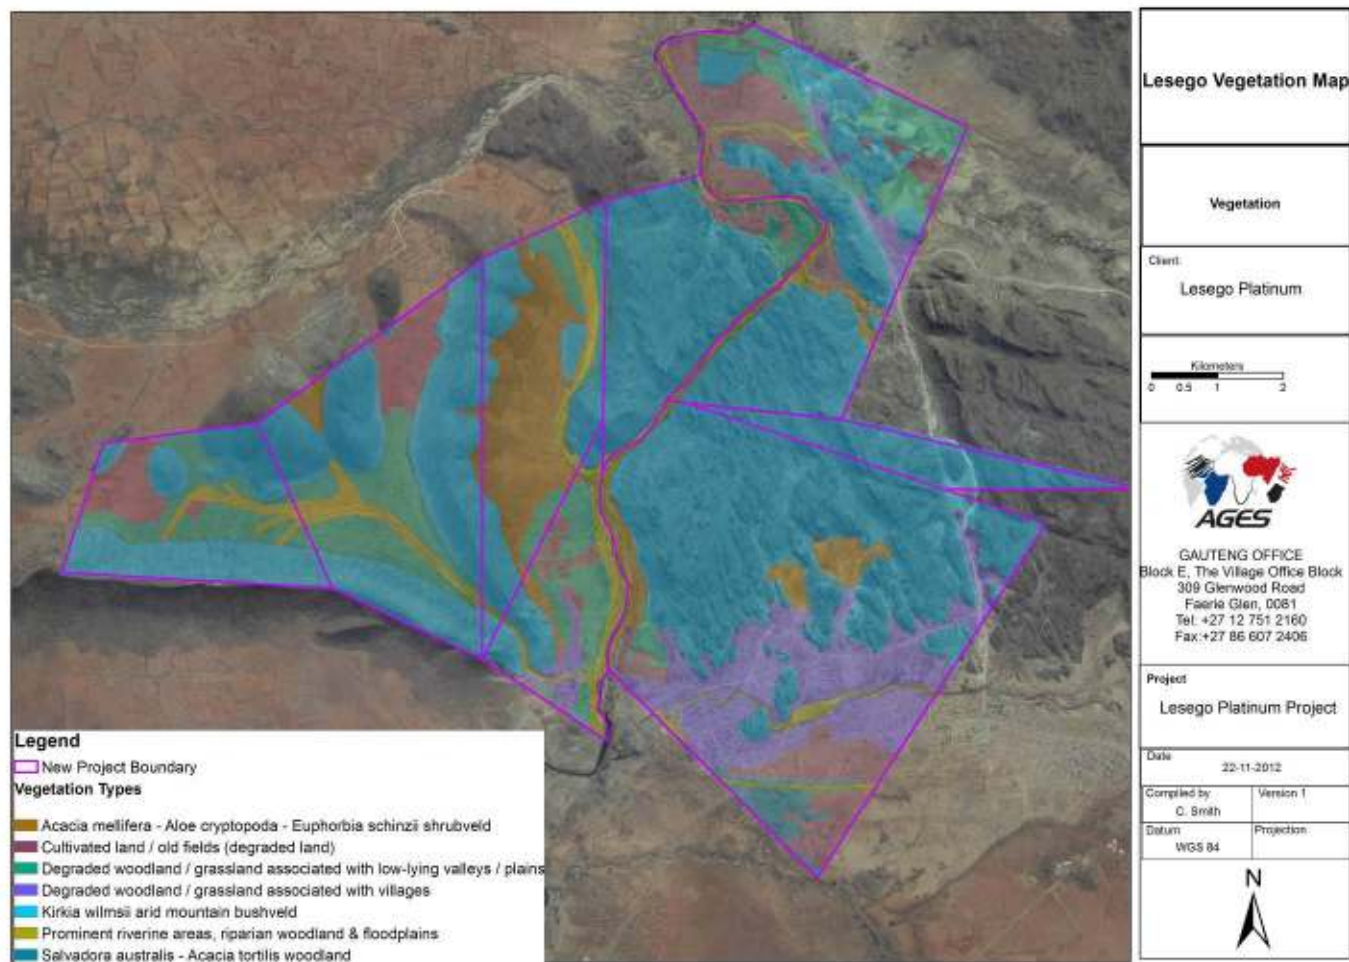 Lesego Vegetation Map
Vegetation
Client:
Lesego Platinum
Kilometers
0 0.5 1 2
AGES
GAUTENG OFFICE
Block E, The Village Office Block
309 Glenwood Road
Faerie Glen, 0081
Tel: +27 12 751 2160
Fax:+27 86 607 2406
Project
Lesego Platinum Project
Date
22-11-2012
Compiled by
C. Smith
Version 1
Datum
WGS 84
Projection
N
Legend
New Project Boundary
Vegetation Types
Acacia mellifera - Aloe cryptopoda - Euphorbia schinzii shrubveld
Cultivated land / old fields (degraded land)
Degraded woodland / grassland associated with low-lying valleys / plains
Degraded woodland / grassland associated with villages
Kirkia wilmsii arid mountain bushveld
Prominent riverine areas, riparian woodland & floodplains
Salvadora australis - Acacia tortilis woodland